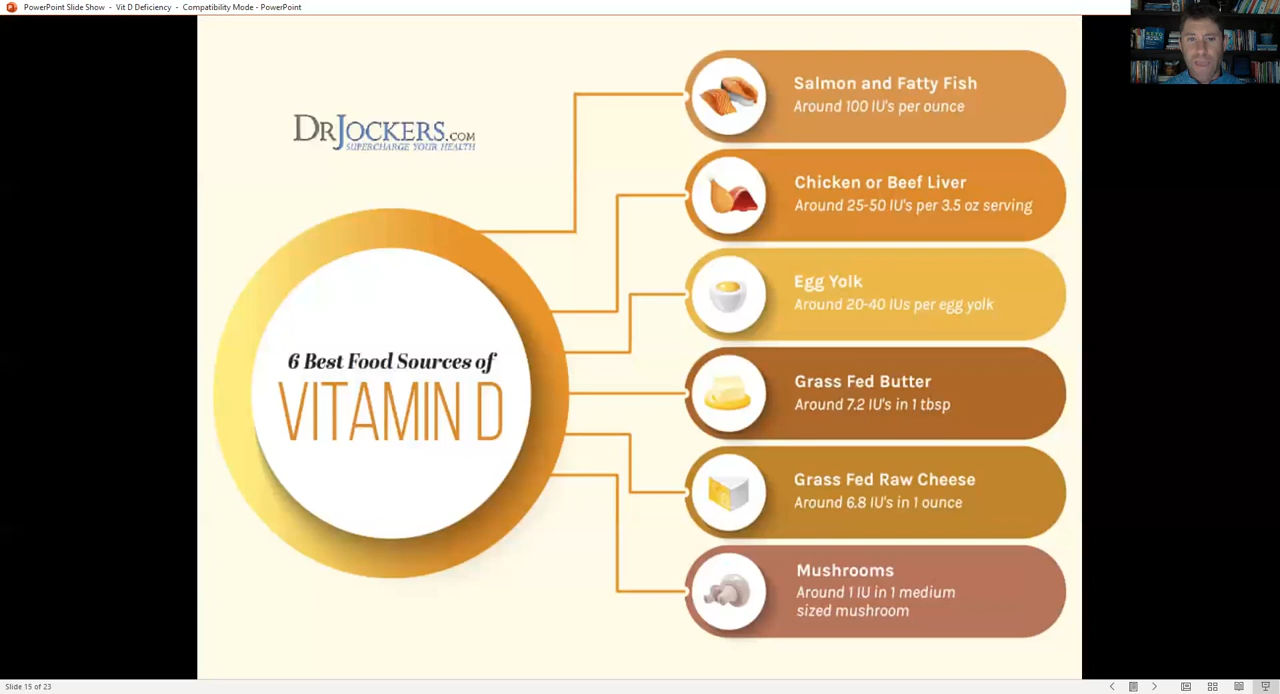 PowerPoint Slide Show - Vit D Deficiency - Compatibility Mode - PowerPoint
DRJOCKERS.COM
SUPERCHARGE YOUR HEALTH
6 Best Food Sources of
VITAMIN D
Salmon and Fatty Fish
Around 100 IU's per ounce
Chicken or Beef Liver
Around 25-50 IU's per 3.5 oz serving
Egg Yolk
Around 20-40 IUs per egg yolk
Grass Fed Butter
Around 7.2 IU's in 1 tbsp
Grass Fed Raw Cheese
Around 6.8 IU's in 1 ounce
Mushrooms
Around 1 IU in 1 medium
sized mushroom
Slide 15 of 23